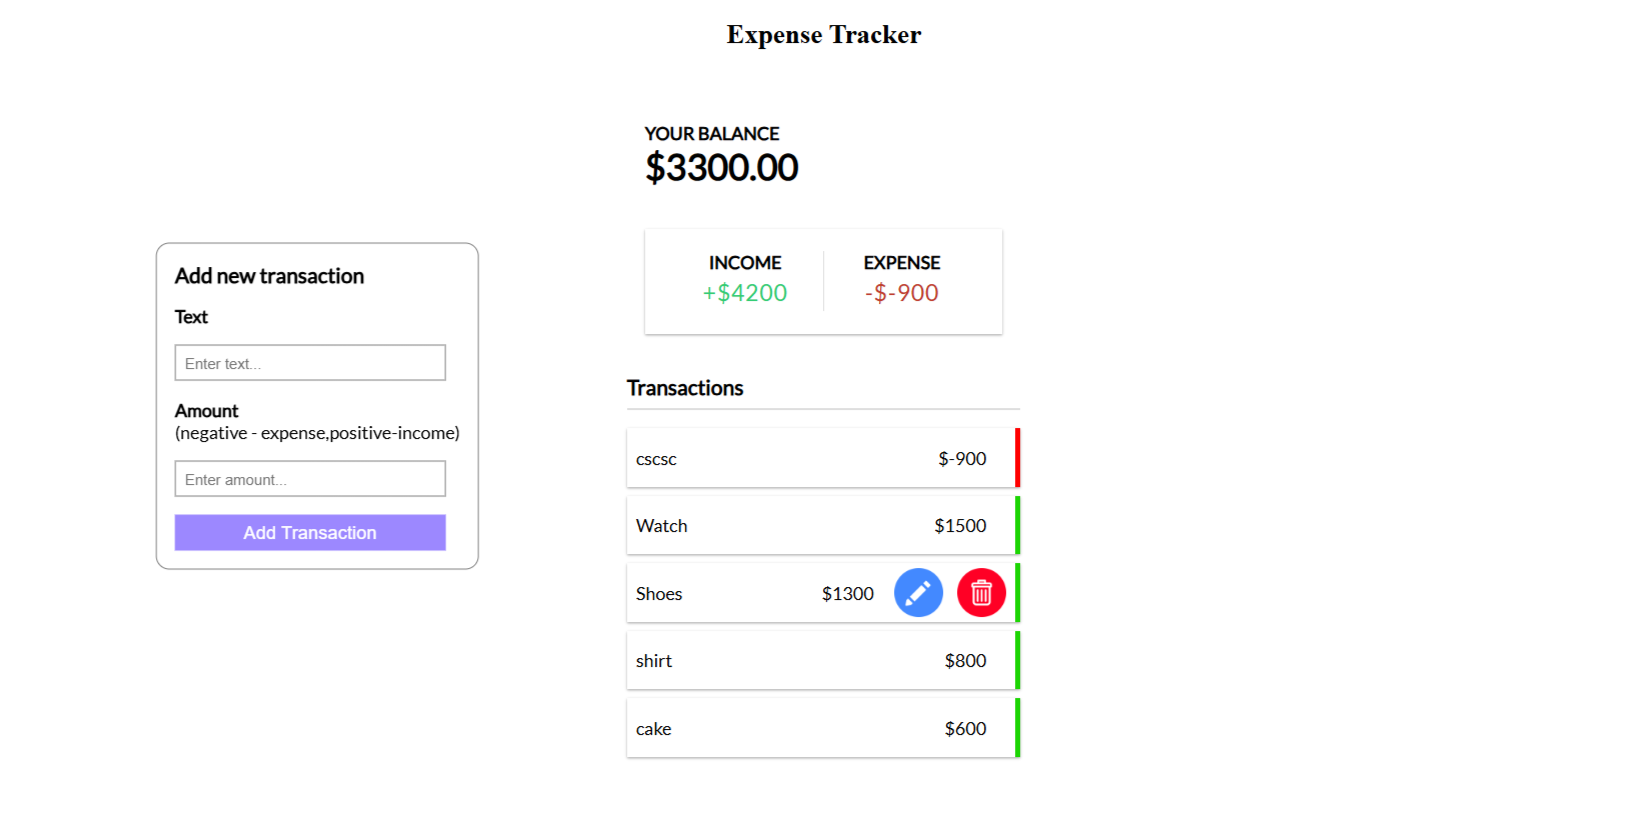 Expense Tracker
YOUR BALANCE
$3300.00
INCOME
+$4200
EXPENSE
-$-900
Add new transaction
Text
Enter text...
Amount
(negative - expense,positive-income)
Enter amount...
Add Transaction
Transactions
cscsc $-900
Watch $1500
Shoes $1300
shirt $800
cake $600